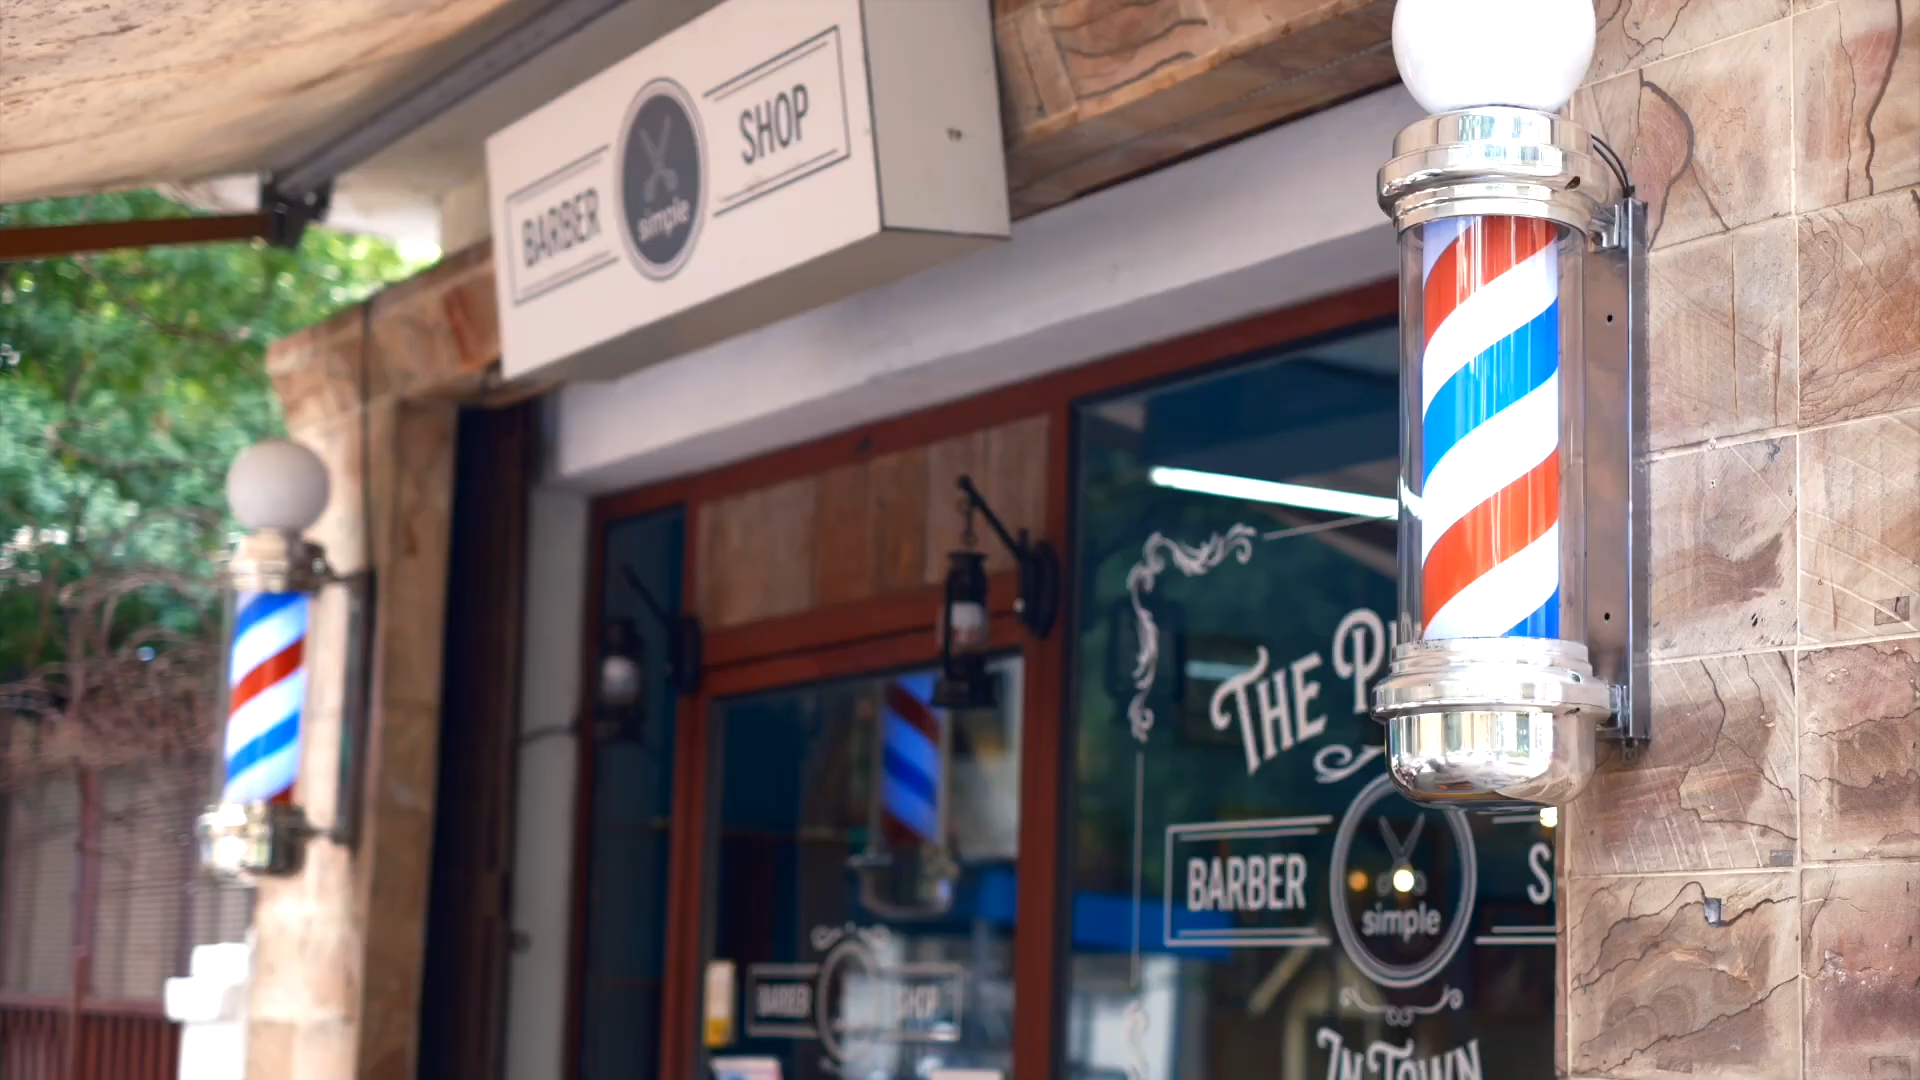 BARBER
simple
SHOP
THE P
BARBER
simple
S
IN TOWN
BARBER
SHOP